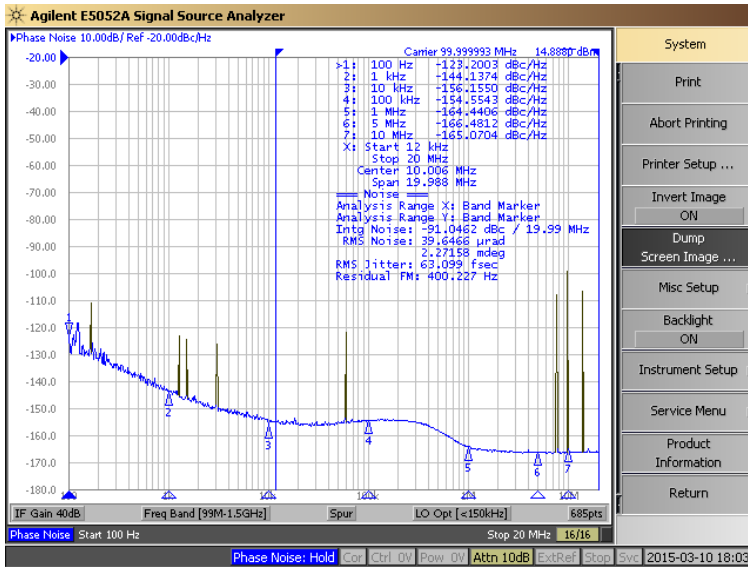 Agilent E5052A Signal Source Analyzer
Phase Noise 10.00dB/ Ref -20.00dBc/Hz
Carrier 99.999993 MHz 14.8880 dBm
>1: 100 Hz -123.2003 dBc/Hz
2: 1 kHz -144.1374 dBc/Hz
3: 10 kHz -156.1550 dBc/Hz
4: 100 kHz -154.5543 dBc/Hz
5: 1 MHz -164.4406 dBc/Hz
6: 5 MHz -166.4812 dBc/Hz
7: 10 MHz -165.0704 dBc/Hz
X: Start 12 kHz
Stop 20 MHz
Center 10.006 MHz
Span 19.988 MHz
=== Noise ===
Analysis Range X: Band Marker
Analysis Range Y: Band Marker
Intg Noise: -91.0462 dBc / 19.99 MHz
RMS Noise: 39.6466 µrad
2.27158 mdeg
RMS Jitter: 63.099 fsec
Residual FM: 400.227 Hz
-20.00
-30.00
-40.00
-50.00
-60.00
-70.00
-80.00
-90.00
-100.0
-110.0
-120.0
-130.0
-140.0
-150.0
-160.0
-170.0
-180.0
1
2
3
4
5
6
7
IF Gain 40dB Freq Band [99M-1.5GHz] Spur LO Opt [<150kHz] 685pts
Phase Noise Start 100 Hz Stop 20 MHz 16/16
Phase Noise: Hold Cor Ctrl 0V Pow 0V Attn 10dB ExtRef Stop Svc 2015-03-10 18:03
System
Print
Abort Printing
Printer Setup ...
Invert Image
ON
Dump
Screen Image ...
Misc Setup
Backlight
ON
Instrument Setup
Service Menu
Product
Information
Return